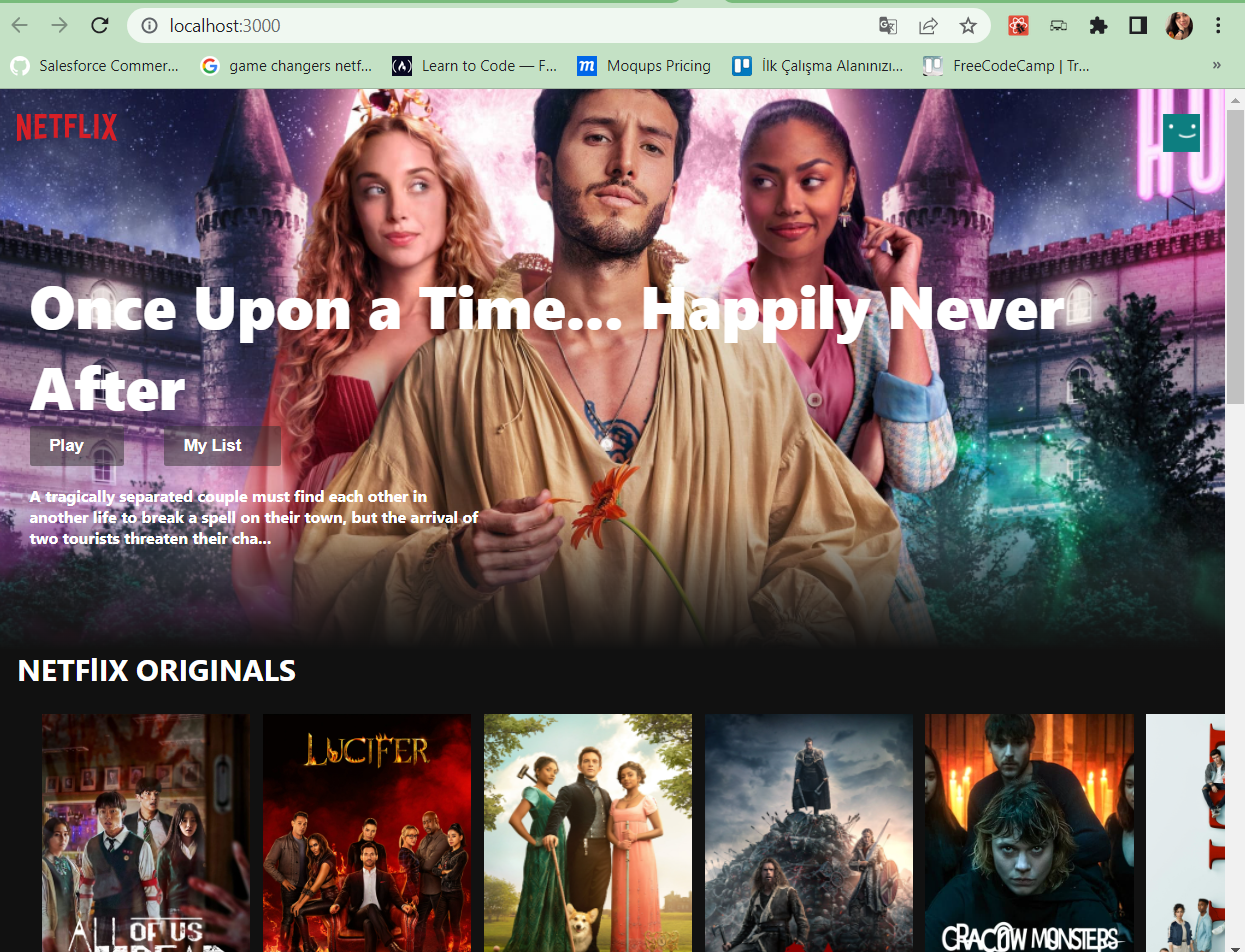 localhost:3000
Salesforce Commer...
game changers netf...
Learn to Code — F...
Moqups Pricing
İlk Çalışma Alanınızı...
FreeCodeCamp | Tr...
»
NETFLIX
Once Upon a Time... Happily Never
After
Play
My List
A tragically separated couple must find each other in
another life to break a spell on their town, but the arrival of
two tourists threaten their cha...
NETFlIX ORIGINALS
LUCIFER
ALL OF US
CRACOW MONSTERS